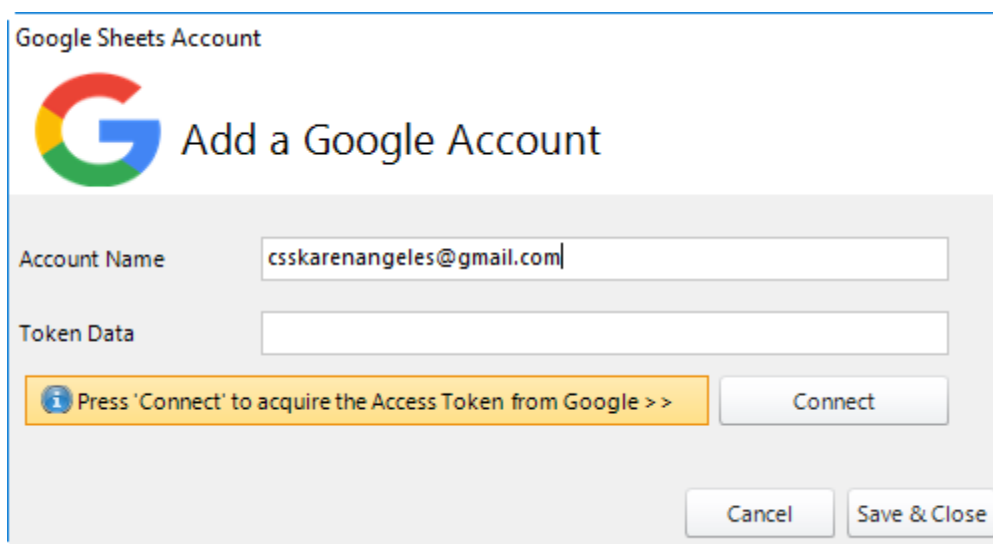 Google Sheets Account
Add a Google Account
Account Name
csskarenangeles@gmail.com
Token Data
Press 'Connect' to acquire the Access Token from Google >>
Connect
Cancel
Save & Close